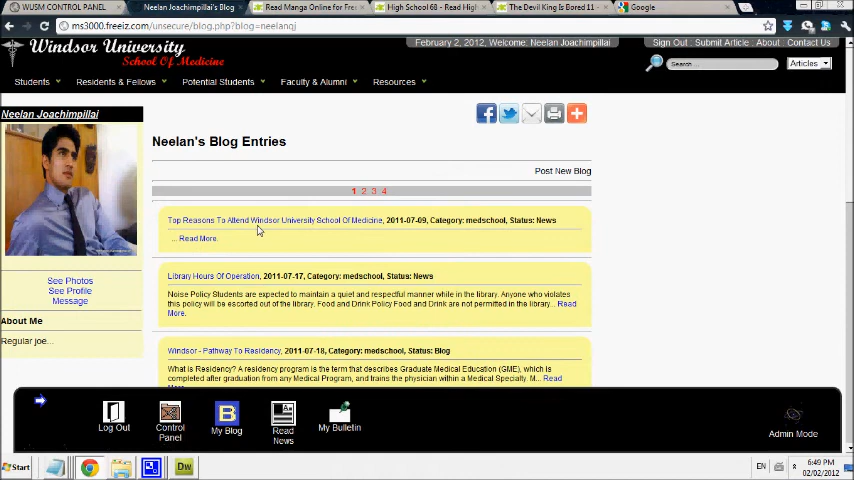 WUSM CONTROL PANEL
Neelan Joachimpillai's Blog
Read Manga Online for Fre
High School 68 - Read High
The Devil King Is Bored 11 -
Google
ms3000.freeiz.com/unsecure/blog.php?blog=neelanqj
Windsor University
School Of Medicine
February 2, 2012, Welcome: Neelan Joachimpillai
Sign Out : Submit Article : About : Contact Us
Search ...
Articles
Students
Residents & Fellows
Potential Students
Faculty & Alumni
Resources
Neelan Joachimpillai
See Photos
See Profile
Message
About Me
Regular joe...
Neelan's Blog Entries
Post New Blog
1 2 3 4
Top Reasons To Attend Windsor University School Of Medicine, 2011-07-09, Category: medschool, Status: News
... Read More.
Library Hours Of Operation, 2011-07-17, Category: medschool, Status: News
Noise Policy Students are expected to maintain a quiet and respectful manner while in the library. Anyone who violates
this policy will be escorted out of the library. Food and Drink Policy Food and Drink are not permitted in the library... Read
More.
Windsor - Pathway To Residency, 2011-07-18, Category: medschool, Status: Blog
What is Residency? A residency program is the term that describes Graduate Medical Education (GME), which is
completed after graduation from any Medical Program, and trains the physician within a Medical Specialty. M... Read
Log Out
Control
Panel
B
My Blog
Read
News
My Bulletin
Admin Mode
Start
Dw
EN
6:49 PM
02/02/2012